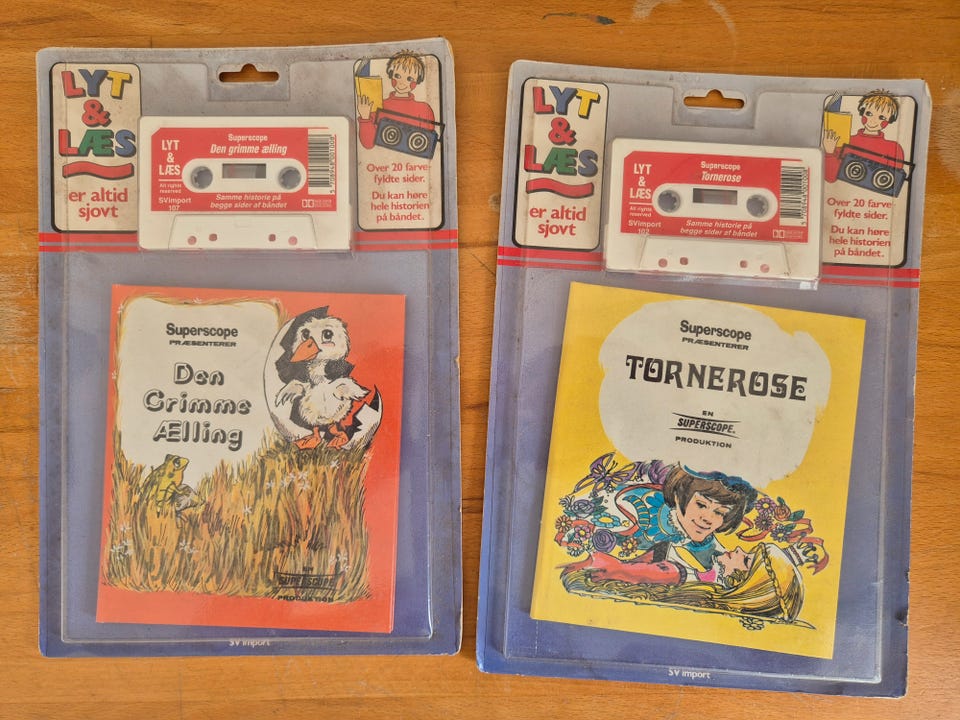 LYT
&
LÆS
er altid
sjovt
LYT
&
LÆS
All rights
reserved
SVimport
107
Superscope
Den grimme ælling
Samme historie på
begge sider af båndet
Over 20 farve
fyldte sider.
Du kan høre
hele historien
på båndet.
Superscope
PRÆSENTERER
Den
Grimme
Ælling
EN
SUPERSCOPE
PRODUKTION
SV import
LYT
&
LÆS
er altid
sjovt
LYT
&
LÆS
All rights
reserved
SVimport
102
Superscope
Tornerose
Samme historie på
begge sider af båndet
Over 20 farve
fyldte sider.
Du kan høre
hele historien
på båndet.
Superscope
PRÆSENTERER
TORNEROSE
EN
SUPERSCOPE
PRODUKTION
SV import